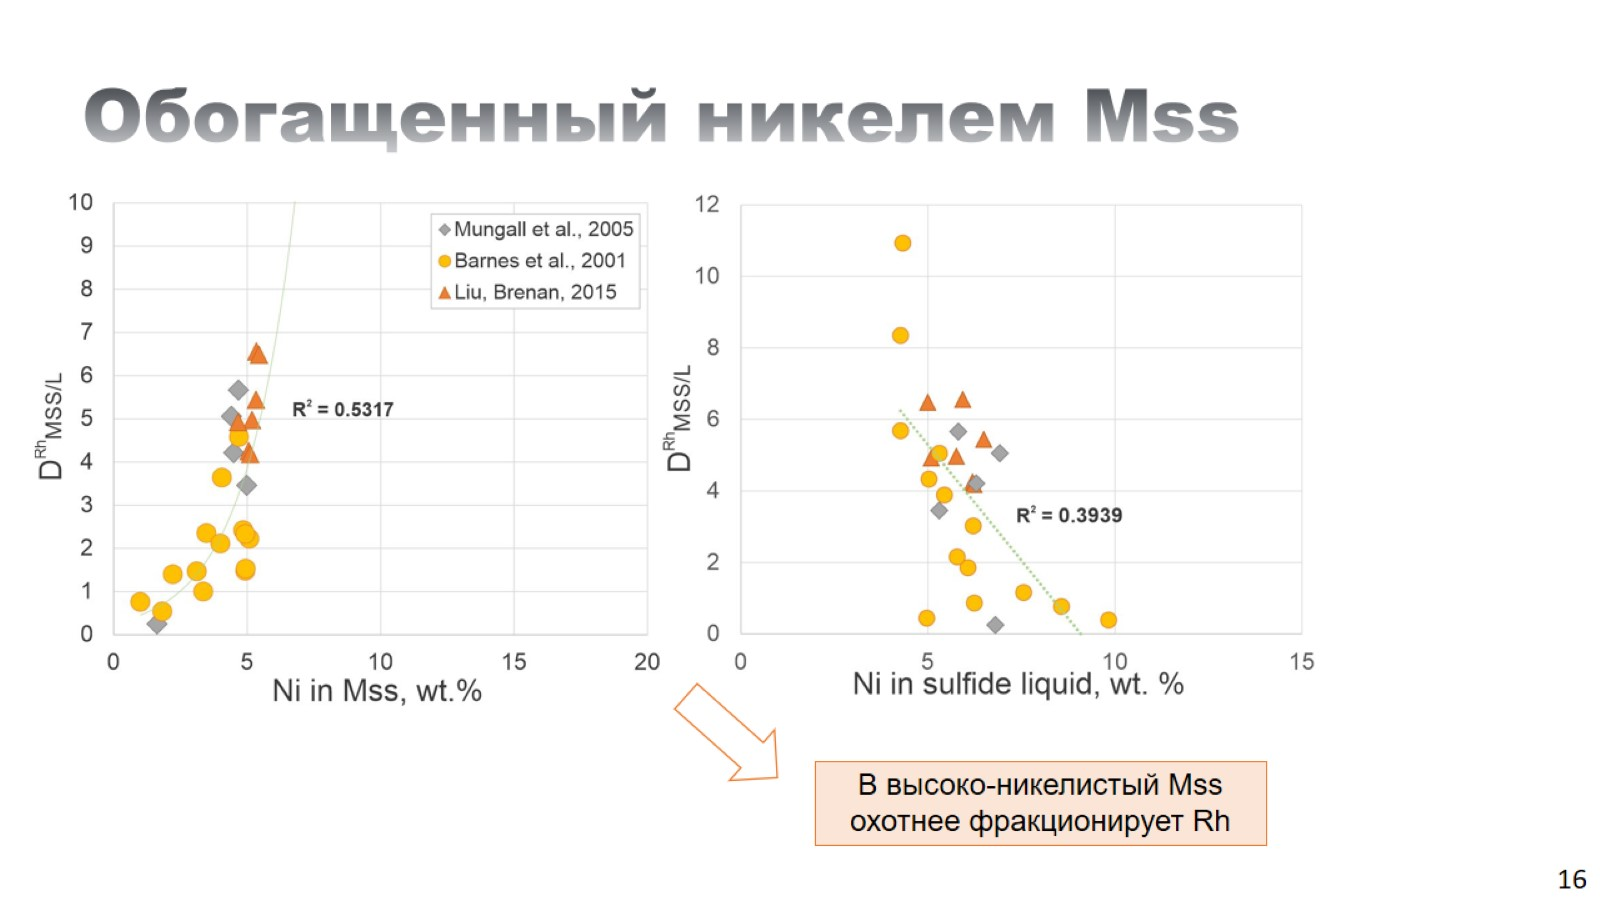 Обогащенный никелем Mss
10
9
8
7
6
5
4
3
2
1
0
D^Rh MSS/L
Mungall et al., 2005
Barnes et al., 2001
Liu, Brenan, 2015
R² = 0.5317
0 5 10 15 20
Ni in Mss, wt.%
12
10
8
6
4
2
0
D^Rh MSS/L
R² = 0.3939
0 5 10 15
Ni in sulfide liquid, wt. %
В высоко-никелистый Mss
охотнее фракционирует Rh
16